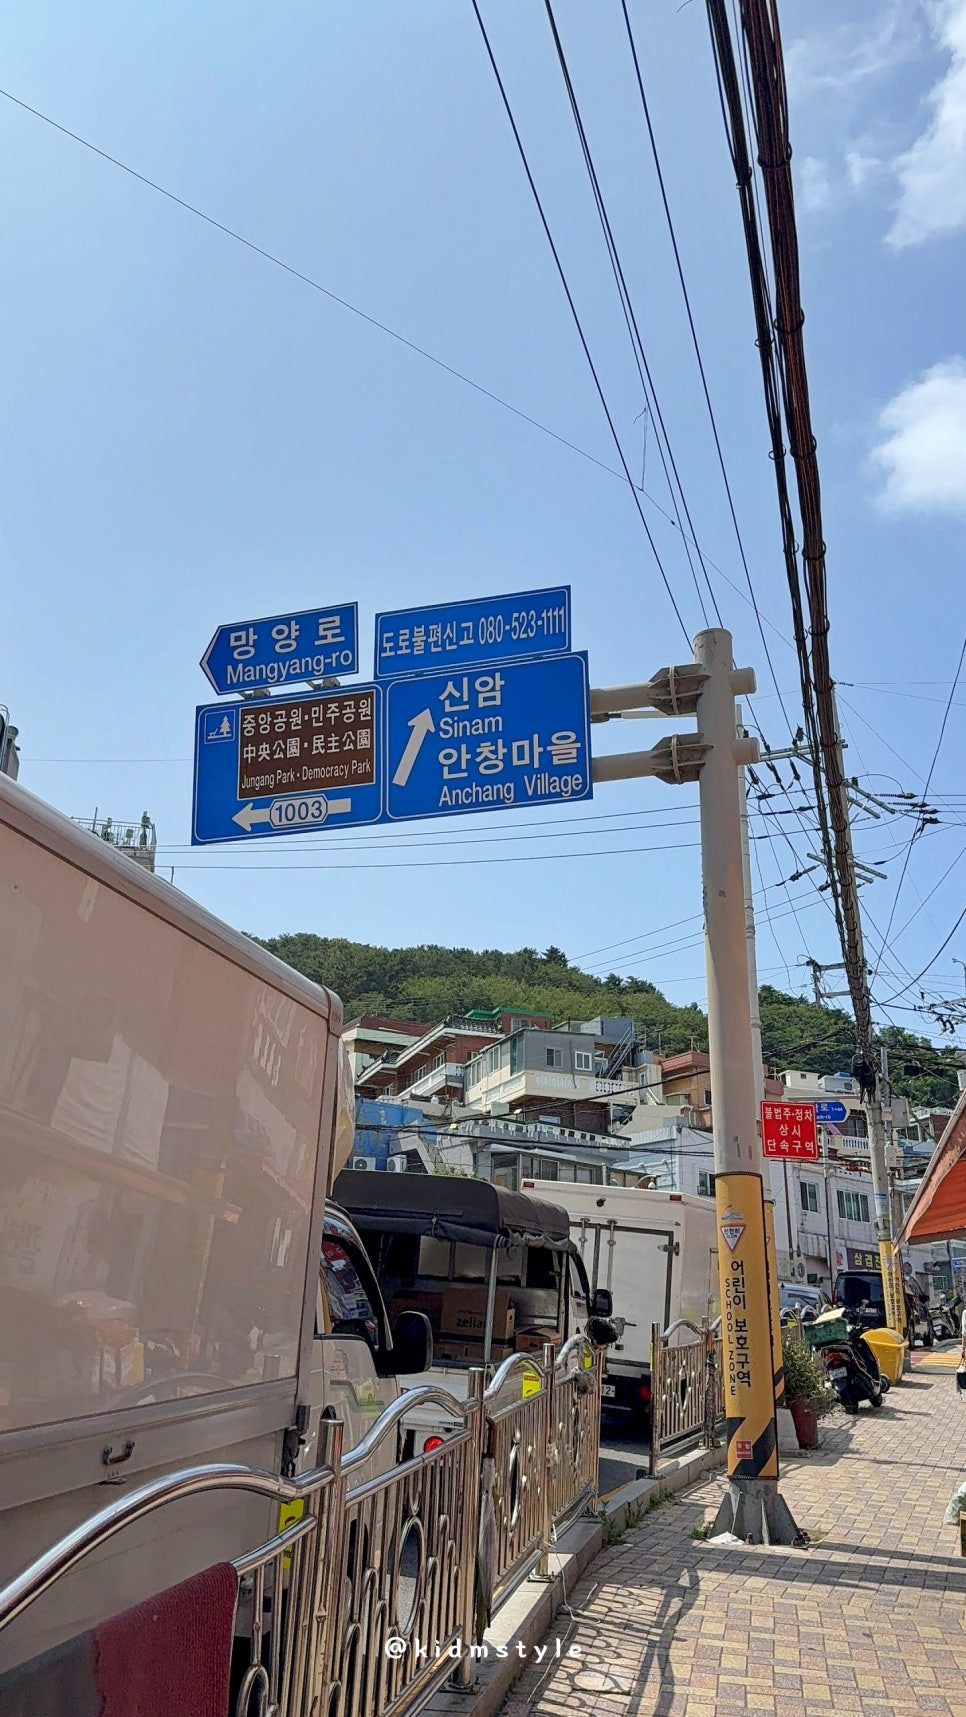 망양로
Mangyang-ro
도로불편신고 080-523-1111
중앙공원·민주공원
中央公園·民主公園
Jungang Park·Democracy Park
1003
신암
Sinam
안창마을
Anchang Village
불법주·정차
상시
단속구역
로
어린이 보호구역
SCHOOL ZONE
zella
@kidmstyle